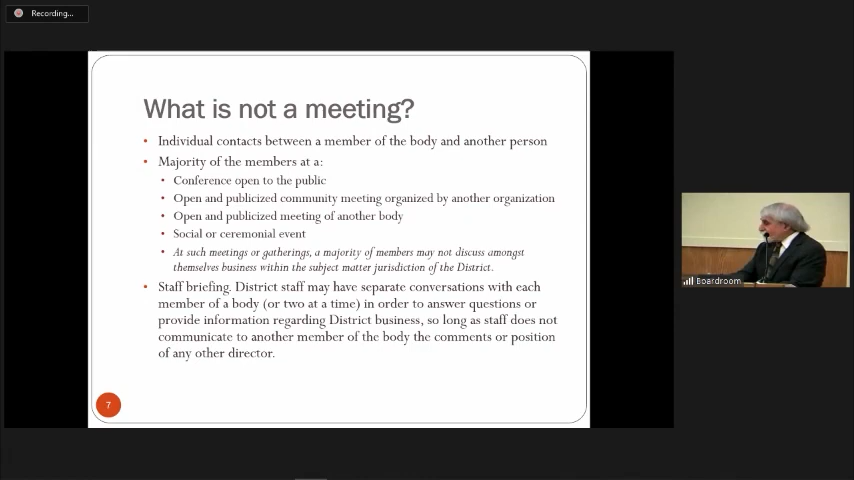 Recording...
What is not a meeting?
• Individual contacts between a member of the body and another person
• Majority of the members at a:
• Conference open to the public
• Open and publicized community meeting organized by another organization
• Open and publicized meeting of another body
• Social or ceremonial event
• At such meetings or gatherings, a majority of members may not discuss amongst
themselves business within the subject matter jurisdiction of the District.
• Staff briefing. District staff may have separate conversations with each
member of a body (or two at a time) in order to answer questions or
provide information regarding District business, so long as staff does not
communicate to another member of the body the comments or position
of any other director.
7
Boardroom